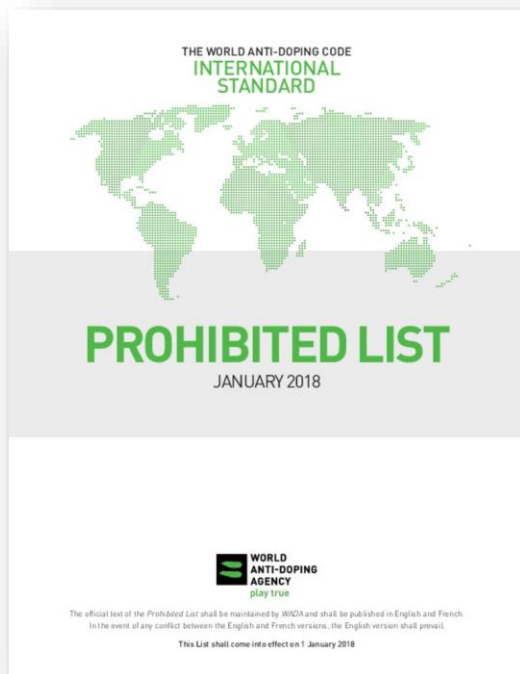 THE WORLD ANTI-DOPING CODE
INTERNATIONAL
STANDARD
PROHIBITED LIST
JANUARY 2018
WORLD
ANTI-DOPING
AGENCY
play true
The official text of the Prohibited List shall be maintained by WADA and shall be published in English and French.
In the event of any conflict between the English and French versions, the English version shall prevail.
This List shall come into effect on 1 January 2018